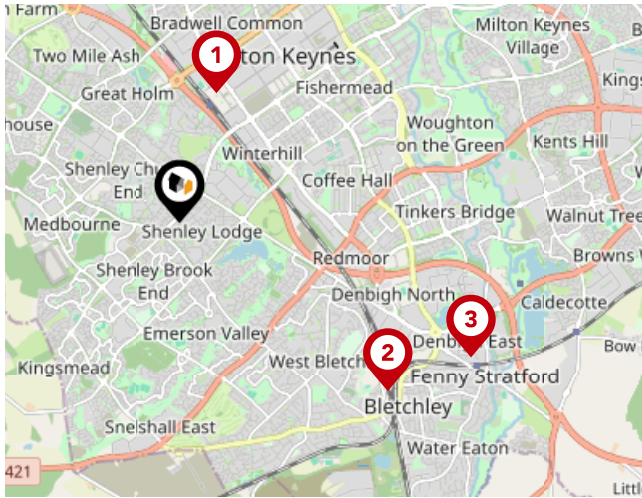 Farm
Bradwell Common
Milton Keynes
Village
Two Mile Ash
1
ton Keynes
Great Holm
Fishermead
Kings
house
Woughton
on the Green
Kents Hill
Winterhill
Shenley Chu
End
Coffee Hall
Medbourne
Shenley Lodge
Tinkers Bridge
Walnut Tree
Redmoor
Browns W
Shenley Brook
End
Denbigh North
Caldecotte
Emerson Valley
3
Denbi
East
Bow
2
West Bletch
Kingsmead
Fenny Stratford
Bletchley
Snelshall East
Water Eaton
421
Littl